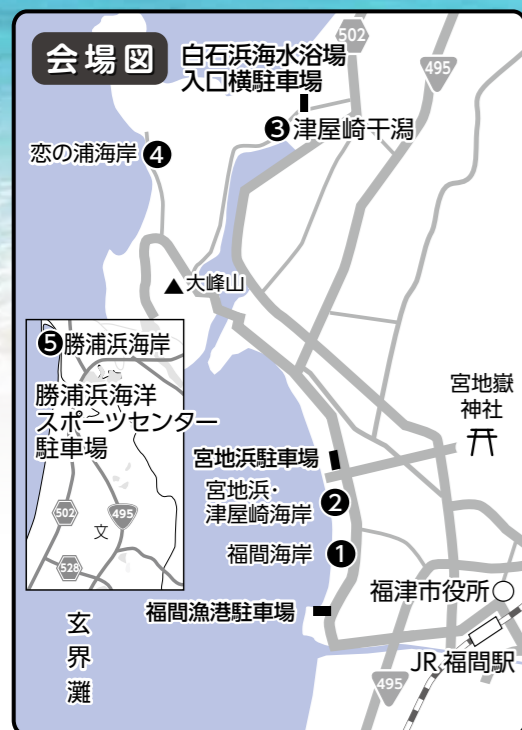 会場図
502
495
白石浜海水浴場
入口横駐車場
❸津屋崎干潟
恋の浦海岸❹
▲大峰山
❺勝浦浜海岸
勝浦浜海洋
スポーツセンター
駐車場
502
495
文
528
宮地嶽
神社
宮地浜駐車場
宮地浜・
津屋崎海岸
❷
福間海岸❶
福津市役所
福間漁港駐車場
JR福間駅
495
玄
界
灘